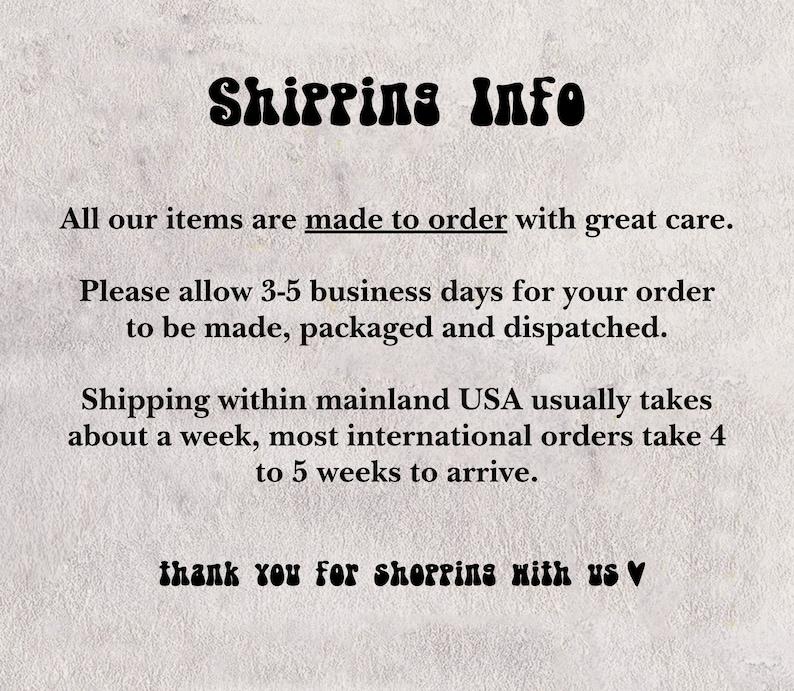 Shipping Info
All our items are made to order with great care.
Please allow 3-5 business days for your order
to be made, packaged and dispatched.
Shipping within mainland USA usually takes
about a week, most international orders take 4
to 5 weeks to arrive.
thank you for shopping with us ♥